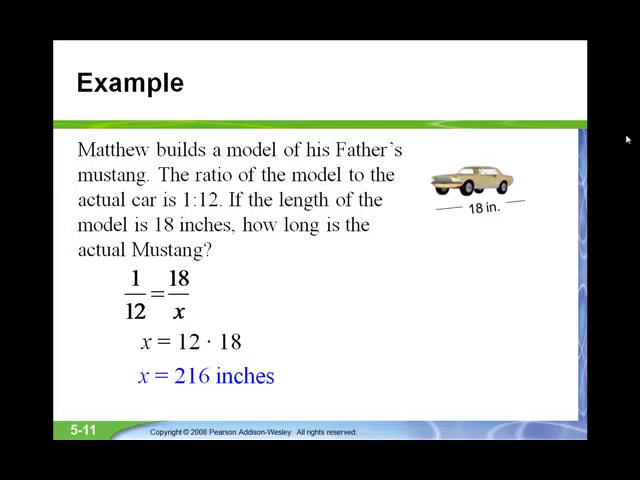 Example
Matthew builds a model of his Father's
mustang. The ratio of the model to the
actual car is 1:12. If the length of the
model is 18 inches, how long is the
actual Mustang?
18 in.
1/12 = 18/x
x = 12 · 18
x = 216 inches
5-11
Copyright © 2008 Pearson Addison-Wesley. All rights reserved.